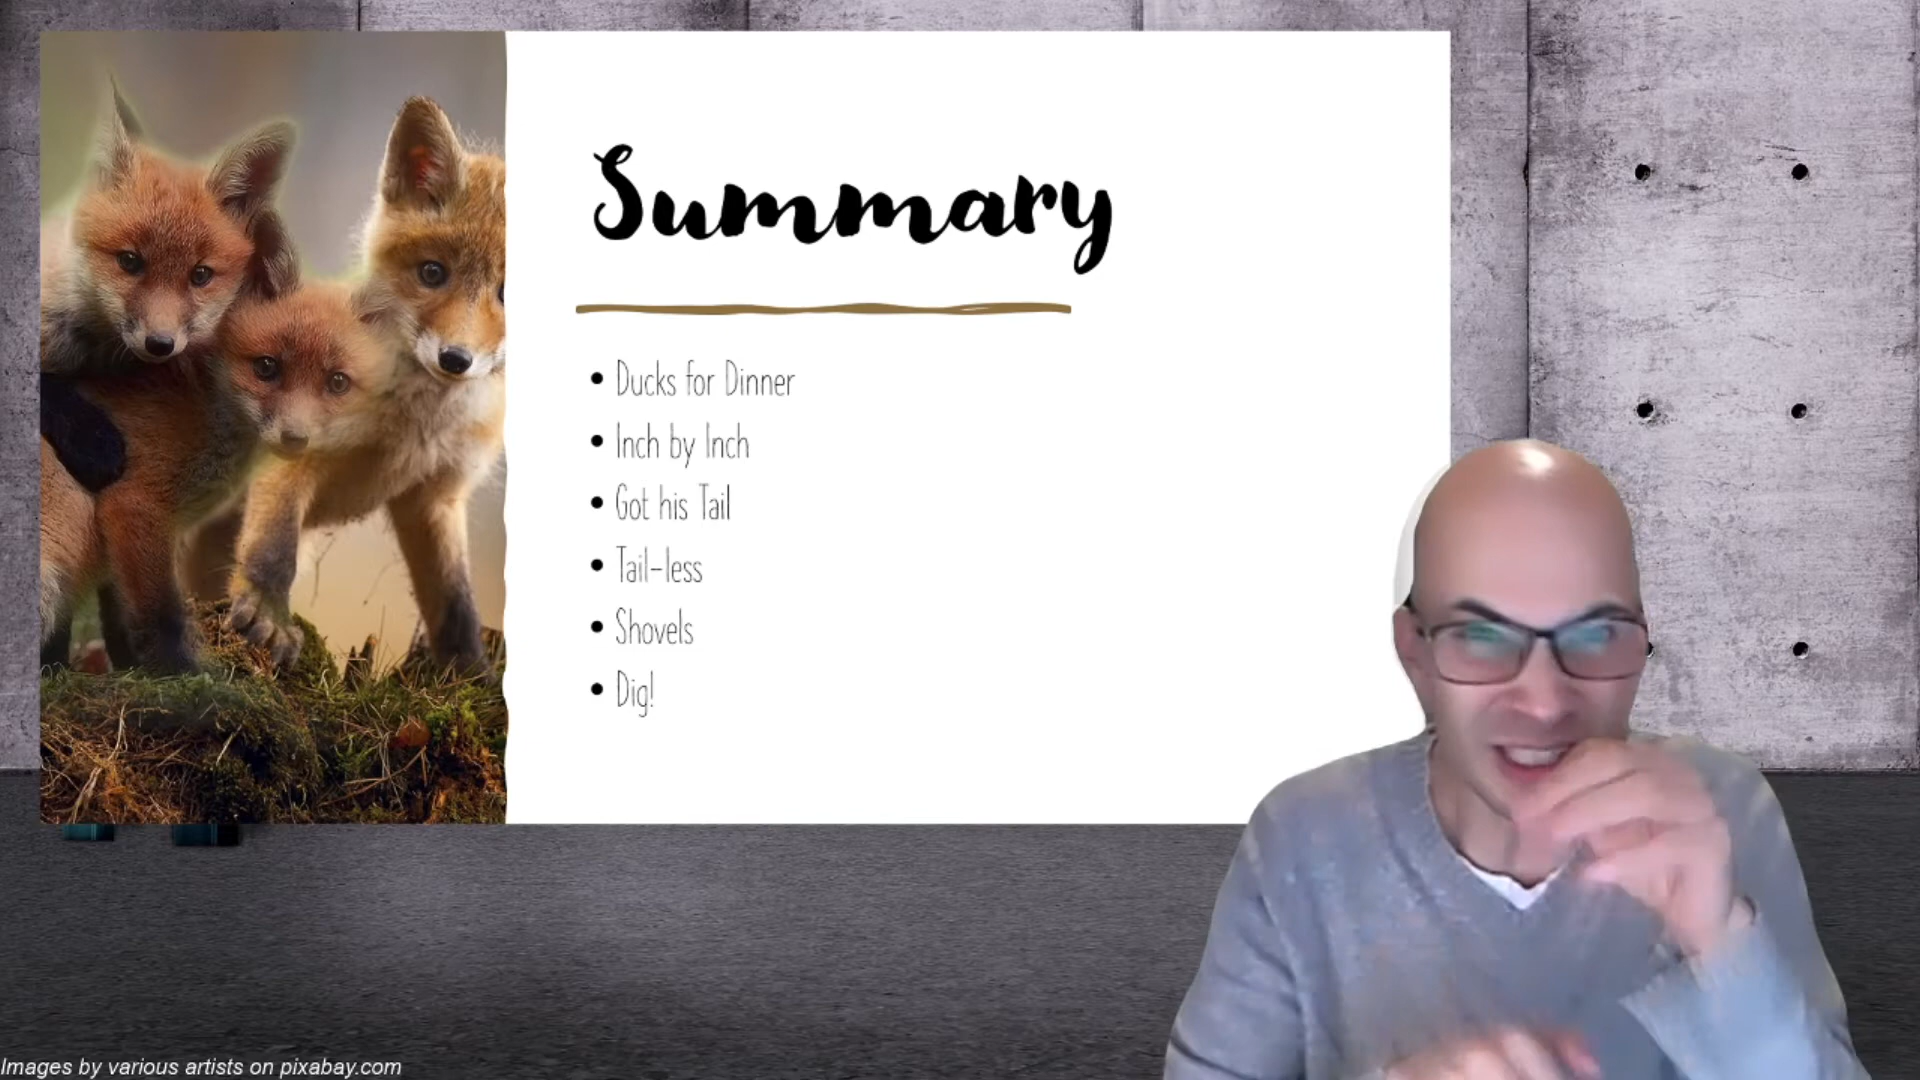 Summary
• Ducks for Dinner
• Inch by Inch
• Got his Tail
• Tail-less
• Shovels
• Dig!
Images by various artists on pixabay.com